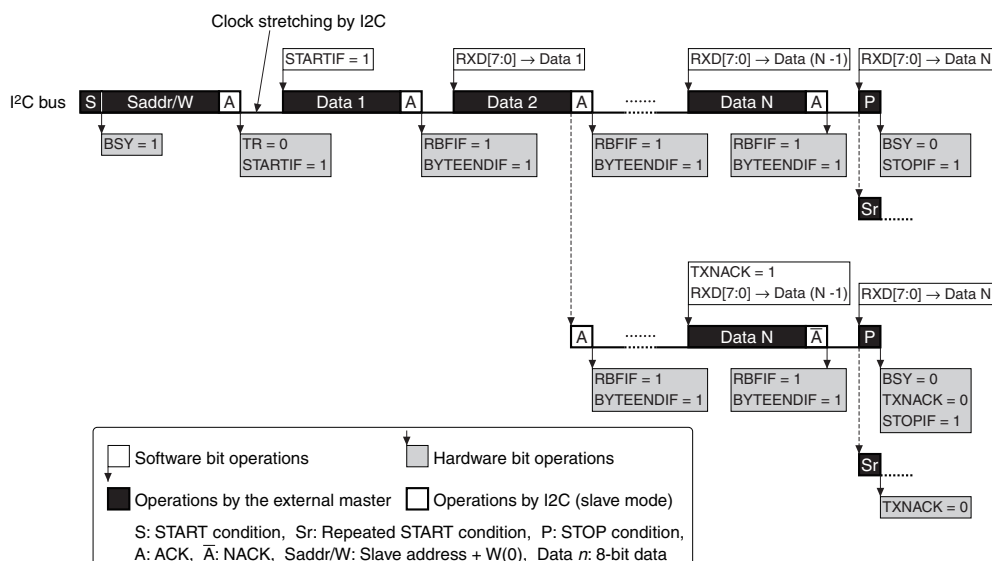 Clock stretching by I2C
STARTIF = 1
RXD[7:0] → Data 1
RXD[7:0] → Data (N -1)
RXD[7:0] → Data N
I²C bus
S Saddr/W A Data 1 A Data 2 A ....... Data N A P
BSY = 1
TR = 0
STARTIF = 1
RBFIF = 1
BYTEENDIF = 1
RBFIF = 1
BYTEENDIF = 1
RBFIF = 1
BYTEENDIF = 1
BSY = 0
STOPIF = 1
Sr
TXNACK = 1
RXD[7:0] → Data (N -1)
RXD[7:0] → Data N
A ....... Data N A̅ P
RBFIF = 1
BYTEENDIF = 1
RBFIF = 1
BYTEENDIF = 1
BSY = 0
TXNACK = 0
STOPIF = 1
Sr
TXNACK = 0
Software bit operations
Hardware bit operations
Operations by the external master
Operations by I2C (slave mode)
S: START condition, Sr: Repeated START condition, P: STOP condition,
A: ACK, A̅: NACK, Saddr/W: Slave address + W(0), Data n: 8-bit data